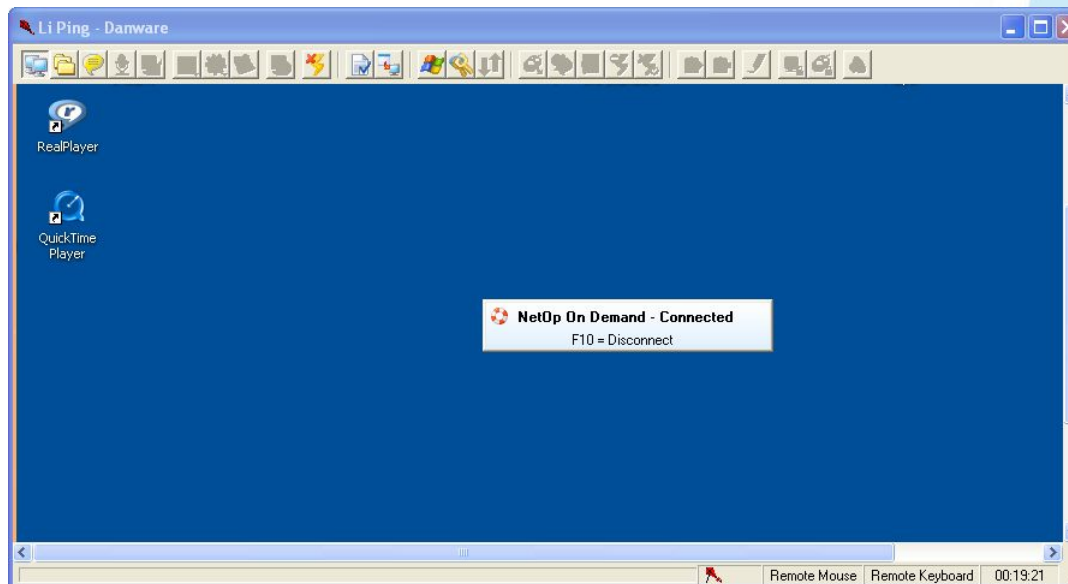 Li Ping - Danware
RealPlayer
QuickTime
Player
NetOp On Demand - Connected
F10 = Disconnect
Remote Mouse Remote Keyboard 00:19:21